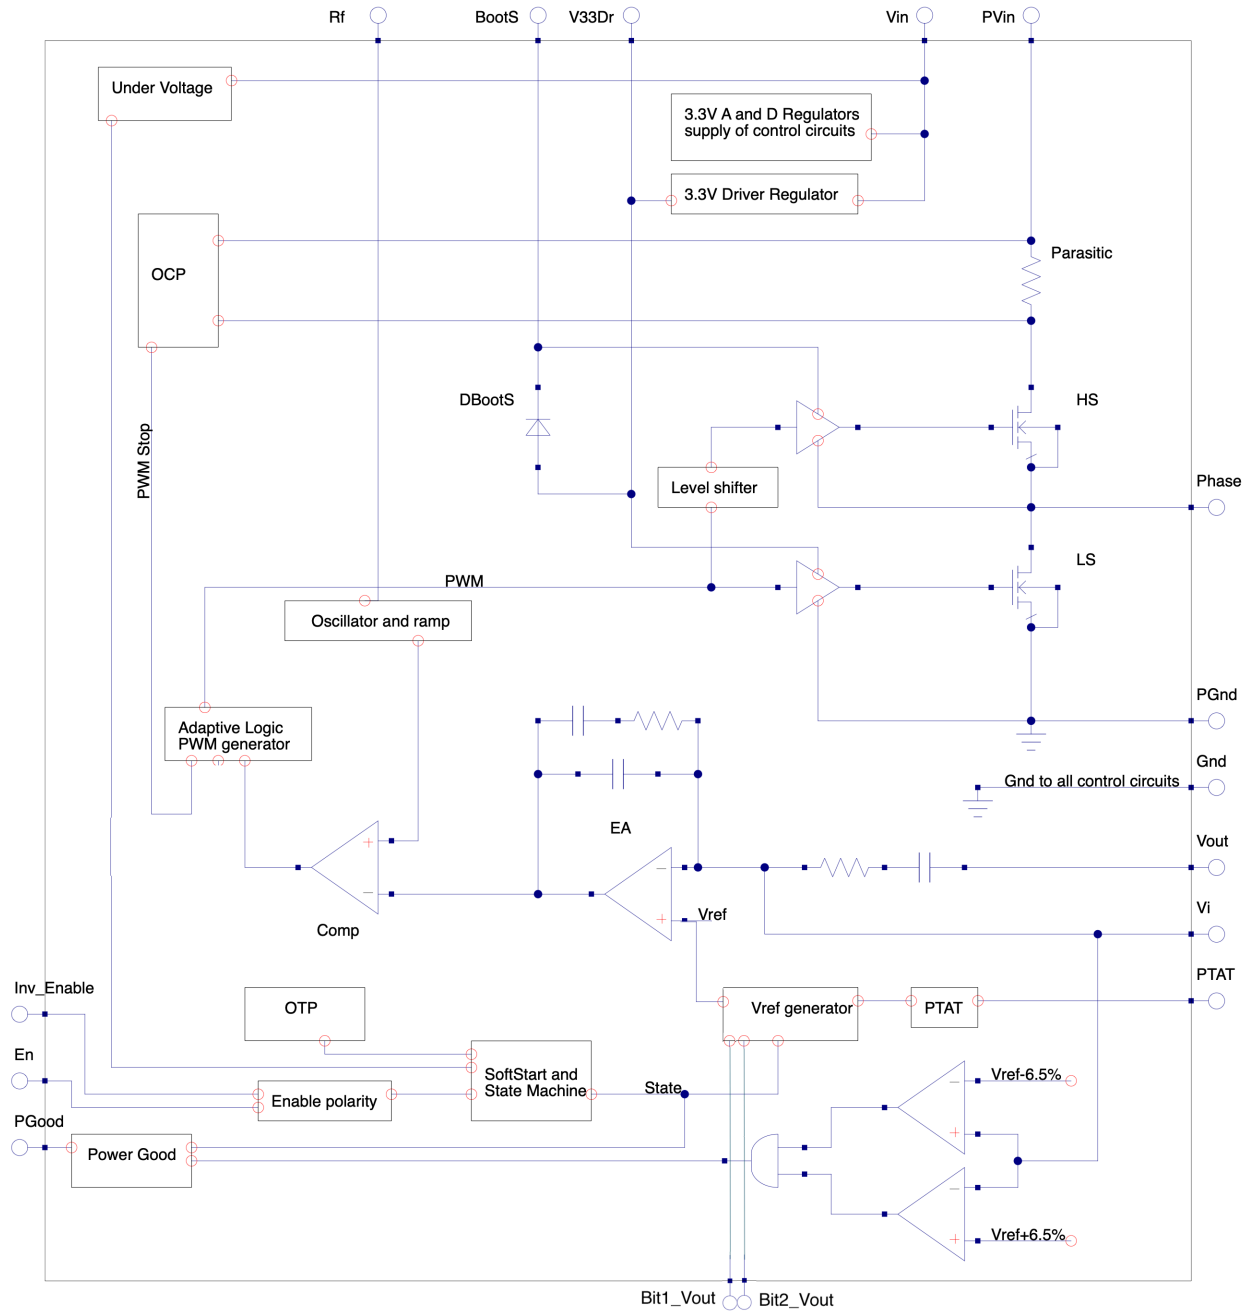 Rf
BootS
V33Dr
Vin
PVin
Under Voltage
3.3V A and D Regulators
supply of control circuits
3.3V Driver Regulator
OCP
Parasitic
DBootS
HS
PWM Stop
Level shifter
Phase
LS
PWM
Oscillator and ramp
PGnd
Adaptive Logic
PWM generator
Gnd
Gnd to all control circuits
EA
Vout
+
−
−
Comp
+
Vref
Vi
PTAT
Inv_Enable
OTP
Vref generator
PTAT
En
SoftStart and
State Machine
State
Enable polarity
Vref-6.5%
−
+
PGood
Power Good
−
+
Vref+6.5%
Bit1_Vout
Bit2_Vout